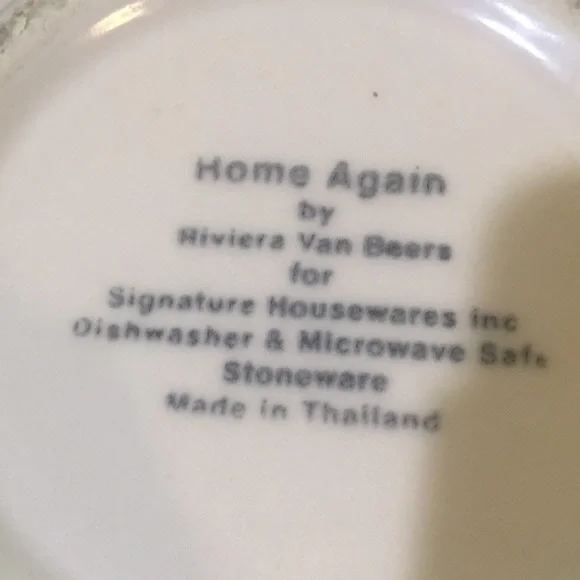 Home Again
by
Riviera Van Beers
for
Signature Housewares inc
Dishwasher & Microwave Safe
Stoneware
Made in Thailand